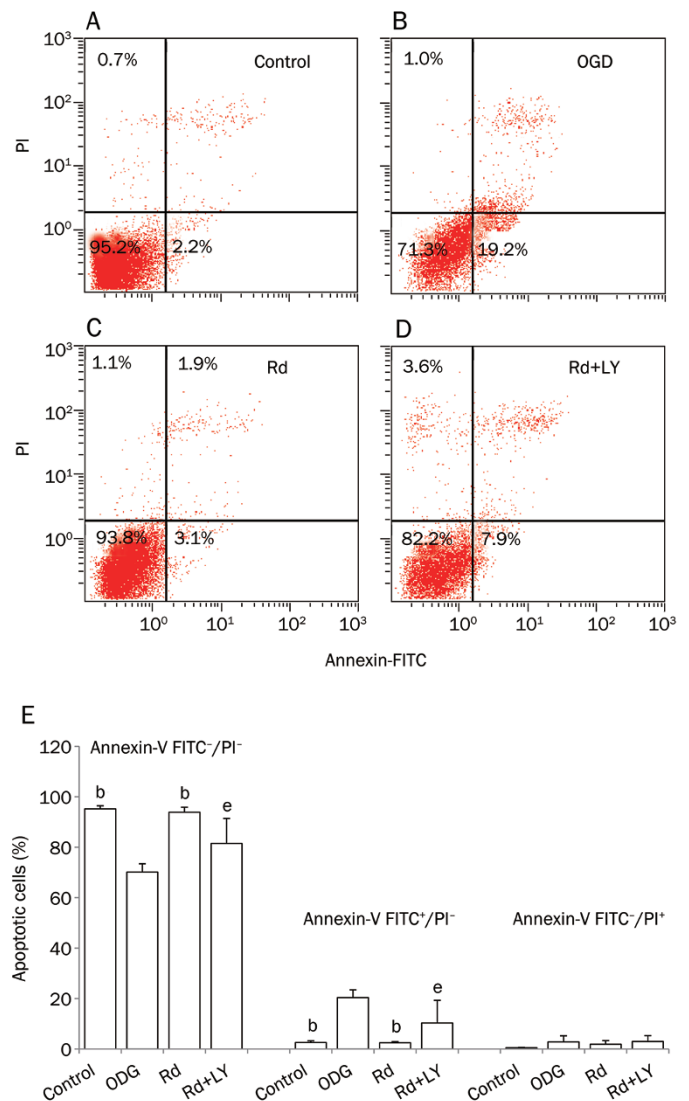 A
10³
0.7%
Control
10²
PI
10¹
10⁰
95.2%
2.2%
B
1.0%
OGD
71.3%
19.2%
C
10³
1.1%
1.9%
Rd
10²
PI
10¹
10⁰
93.8%
3.1%
10⁰ 10¹ 10² 10³
D
3.6%
Rd+LY
82.2%
7.9%
10⁰ 10¹ 10² 10³
Annexin-FITC
E
Annexin-V FITC⁻/PI⁻
Annexin-V FITC⁺/PI⁻
Annexin-V FITC⁻/PI⁺
Apoptotic cells (%)
120
100
80
60
40
20
0
b
b
e
b
b
e
Control ODG Rd Rd+LY Control ODG Rd Rd+LY Control ODG Rd Rd+LY